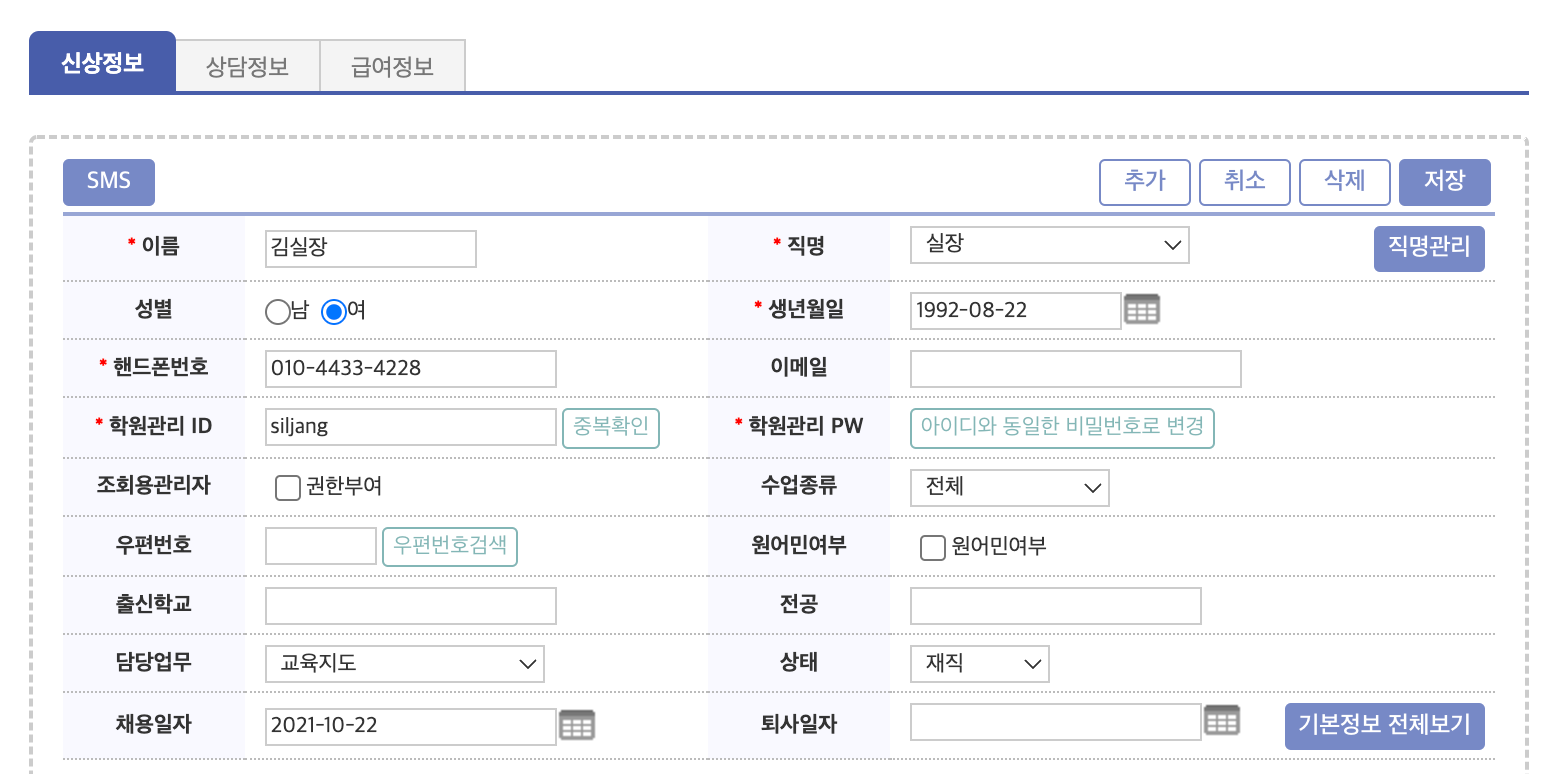 신상정보 상담정보 급여정보
SMS 추가 취소 삭제 저장
* 이름 김실장 * 직명 실장 직명관리
성별 남 여 * 생년월일 1992-08-22
* 핸드폰번호 010-4433-4228 이메일
* 학원관리 ID siljang 중복확인 * 학원관리 PW 아이디와 동일한 비밀번호로 변경
조회용관리자 권한부여 수업종류 전체
우편번호 우편번호검색 원어민여부 원어민여부
출신학교 전공
담당업무 교육지도 상태 재직
채용일자 2021-10-22 퇴사일자 기본정보 전체보기